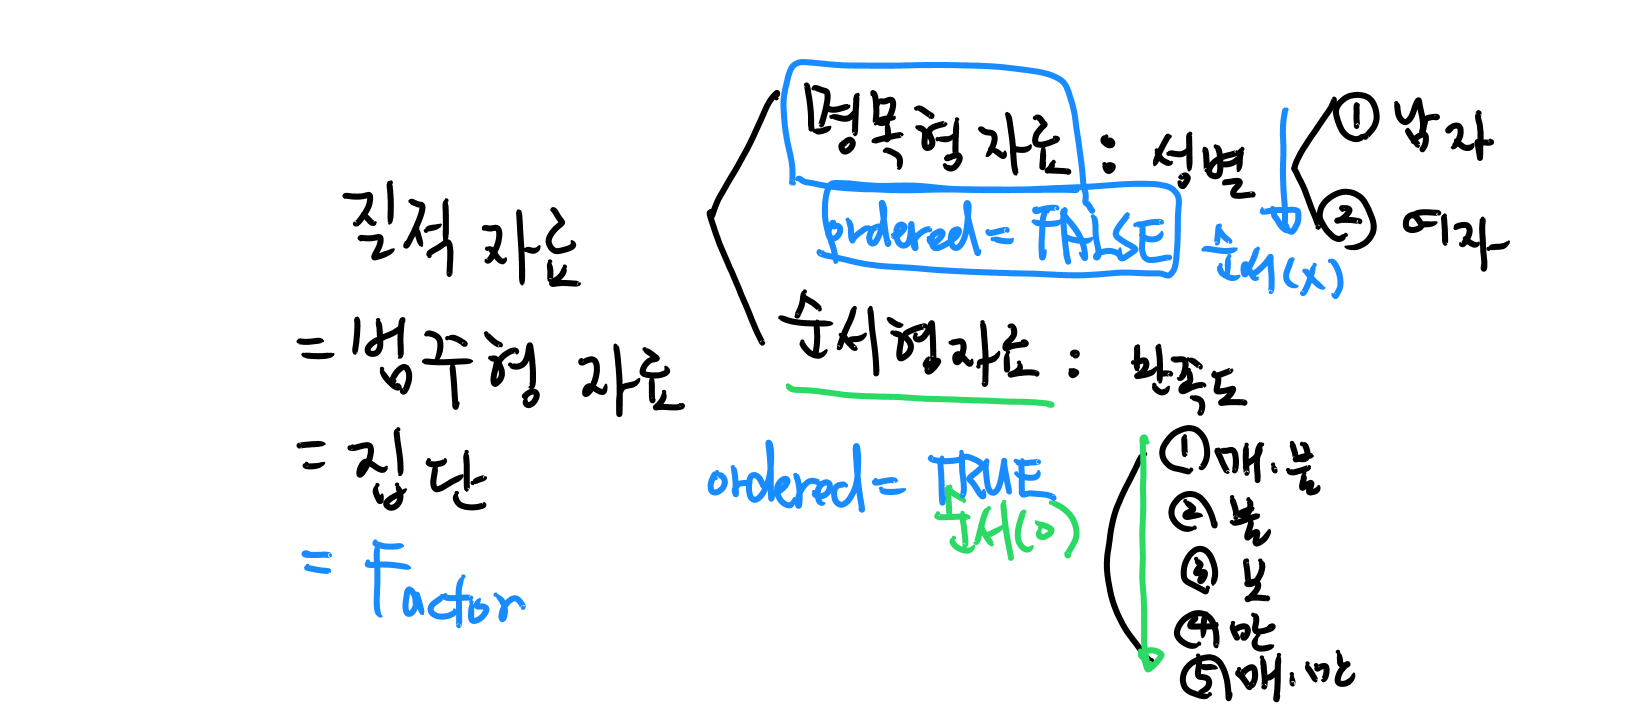 질적 자료
= 범주형 자료
= 집단
= Factor
명목형 자료 : 성별
① 남자
② 여자
ordered = FALSE
순서(x)
순서형자료 : 만족도
ordered = TRUE
순서(o)
① 매.불
② 불
③ 보
④ 만
⑤ 매.만